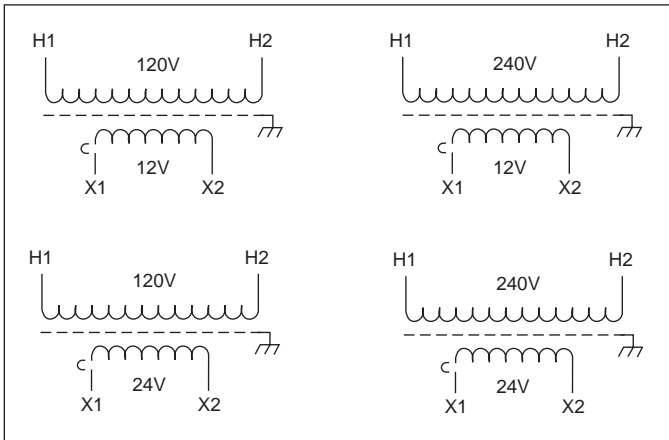 H1 H2 H1 H2
120V 240V
12V 12V
X1 X2 X1 X2
H1 H2 H1 H2
120V 240V
24V 24V
X1 X2 X1 X2